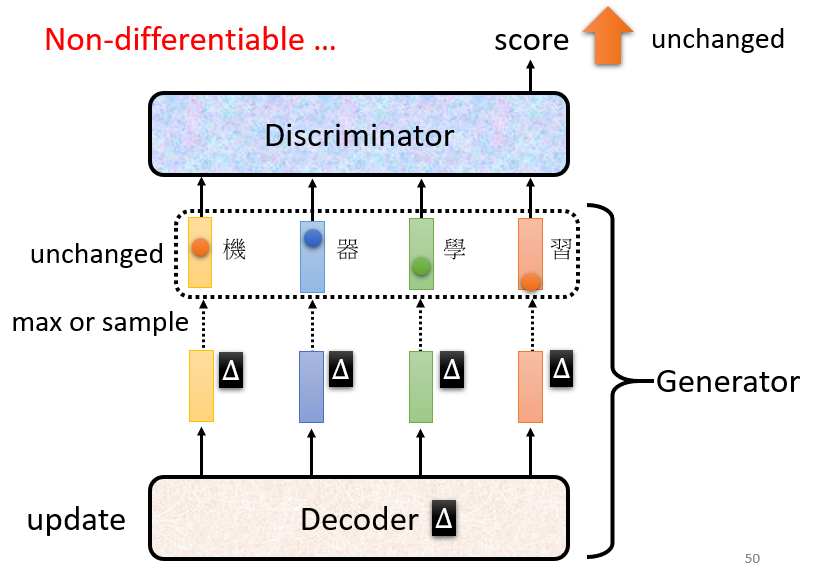 Non-differentiable …
score
unchanged
Discriminator
unchanged
機
器
學
習
max or sample
Δ
Δ
Δ
Δ
Generator
update
Decoder Δ
50